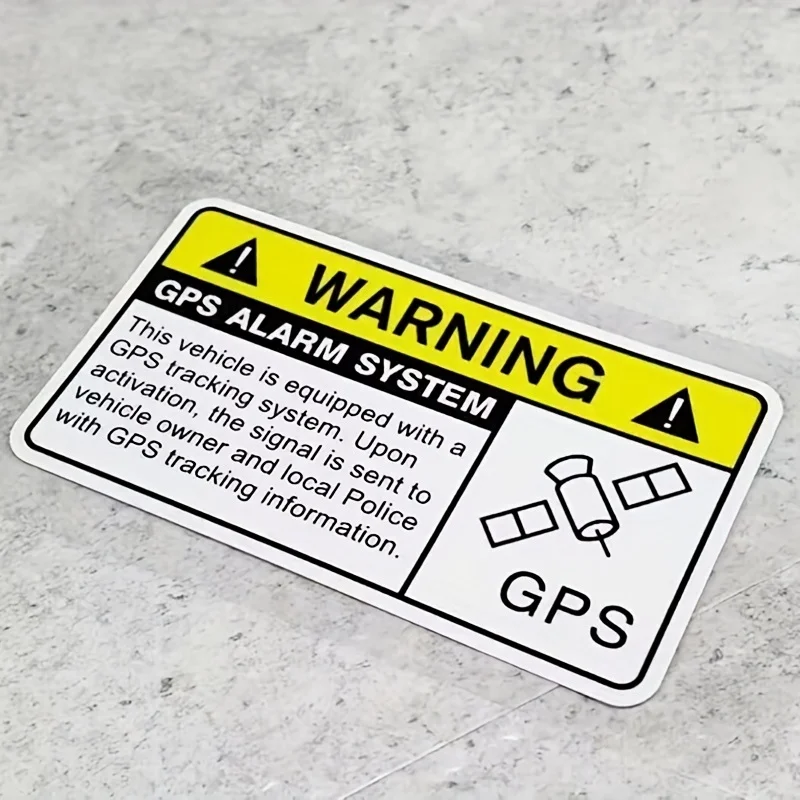 ! WARNING !
GPS ALARM SYSTEM
This vehicle is equipped with a
GPS tracking system. Upon
activation, the signal is sent to
vehicle owner and local Police
with GPS tracking information.
GPS